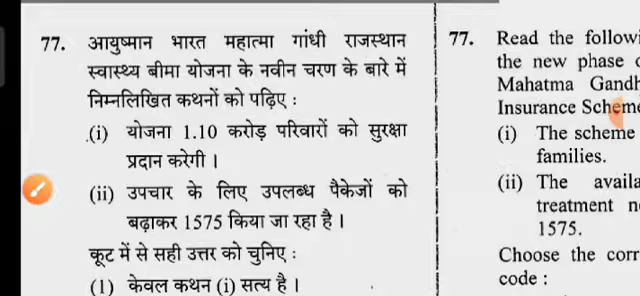 77. आयुष्मान भारत महात्मा गांधी राजस्थान
स्वास्थ्य बीमा योजना के नवीन चरण के बारे में
निम्नलिखित कथनों को पढ़िए :
(i) योजना 1.10 करोड़ परिवारों को सुरक्षा
प्रदान करेगी ।
(ii) उपचार के लिए उपलब्ध पैकेजों को
बढ़ाकर 1575 किया जा रहा है ।
कूट में से सही उत्तर को चुनिए :
(1) केवल कथन (i) सत्य है ।
77. Read the followi
the new phase
Mahatma Gandh
Insurance Scheme
(i) The scheme
families.
(ii) The availa
treatment n
1575.
Choose the corr
code :